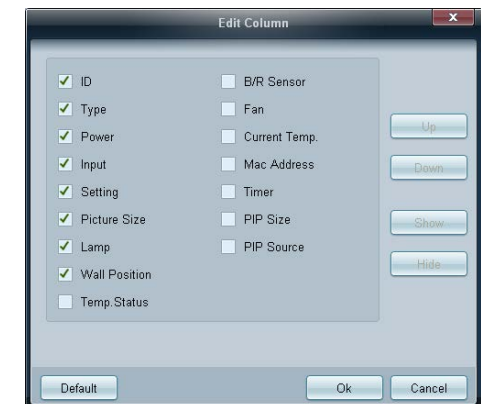 Edit Column
ID
Type
Power
Input
Setting
Picture Size
Lamp
Wall Position
Temp.Status
B/R Sensor
Fan
Current Temp.
Mac Address
Timer
PIP Size
PIP Source
Up
Down
Show
Hide
Default
Ok
Cancel